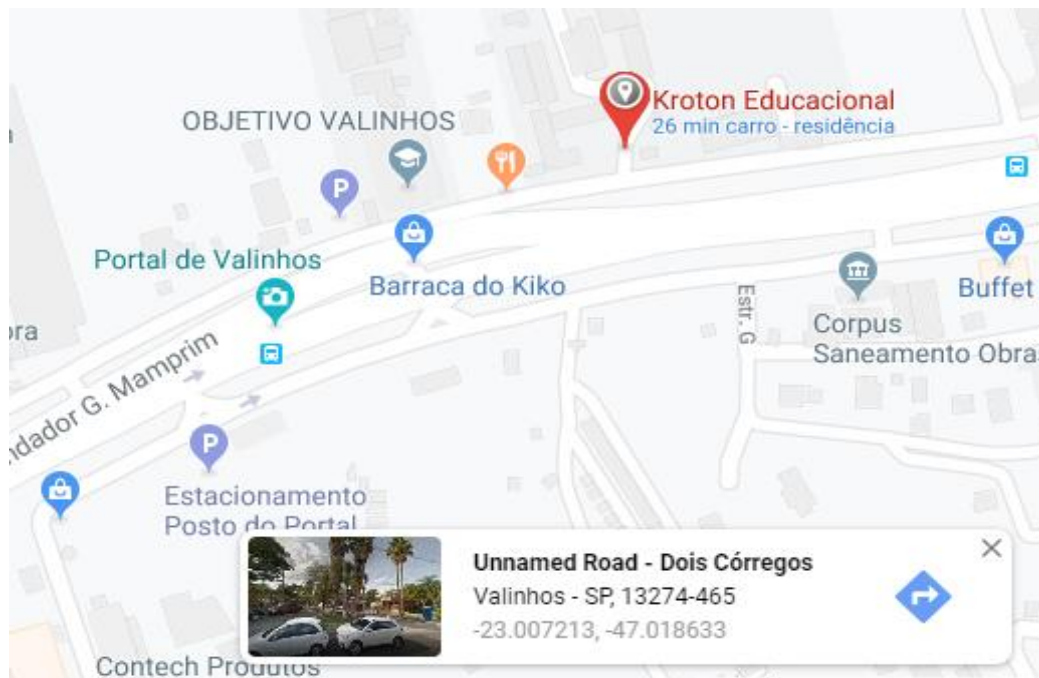 Kroton Educacional
26 min carro - residência
OBJETIVO VALINHOS
P
Portal de Valinhos
Barraca do Kiko
Buffet
Estr. G
Corpus
Saneamento Obra
ora
ndador G. Mamprim
P
Estacionamento
Posto do Portal
Unnamed Road - Dois Córregos
Valinhos - SP, 13274-465
-23.007213, -47.018633
Contech Produtos